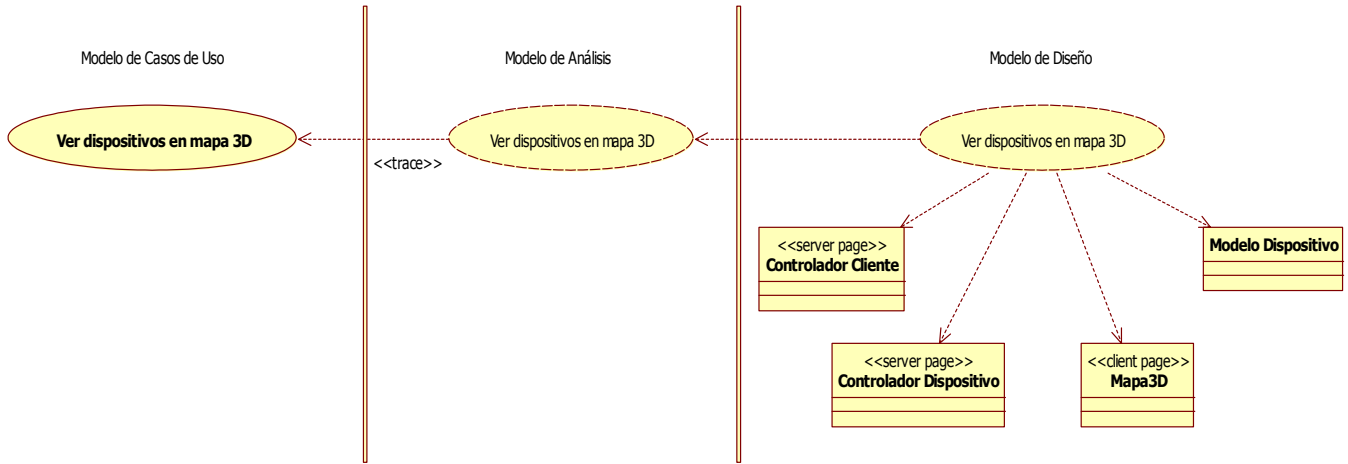 Modelo de Casos de Uso
Modelo de Análisis
Modelo de Diseño
Ver dispositivos en mapa 3D
Ver dispositivos en mapa 3D
Ver dispositivos en mapa 3D
<<trace>>
<<server page>>
Controlador Cliente
Modelo Dispositivo
<<server page>>
Controlador Dispositivo
<<client page>>
Mapa3D